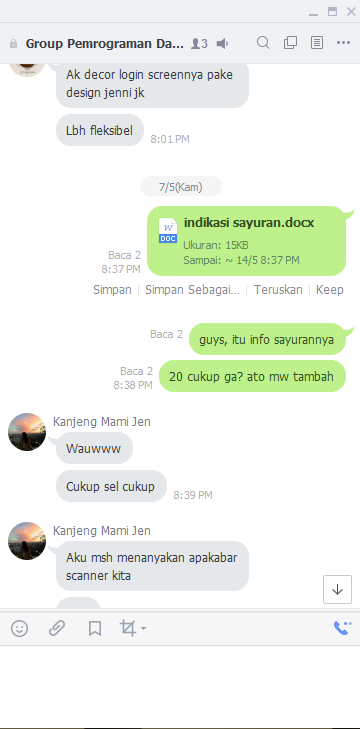 Group Pemrograman Da... 3
Ak decor login screennya pake
design jenni jk
Lbh fleksibel
8:01 PM
7/5(Kam)
indikasi sayuran.docx
W
DOC
Ukuran: 15KB
Sampai: ~ 14/5 8:37 PM
Baca 2
8:37 PM
Simpan | Simpan Sebagai... | Teruskan | Keep
Baca 2
guys, itu info sayurannya
Baca 2
8:38 PM
20 cukup ga? ato mw tambah
Kanjeng Mami Jen
Wauwww
Cukup sel cukup
8:39 PM
Kanjeng Mami Jen
Aku msh menanyakan apakabar
scanner kita